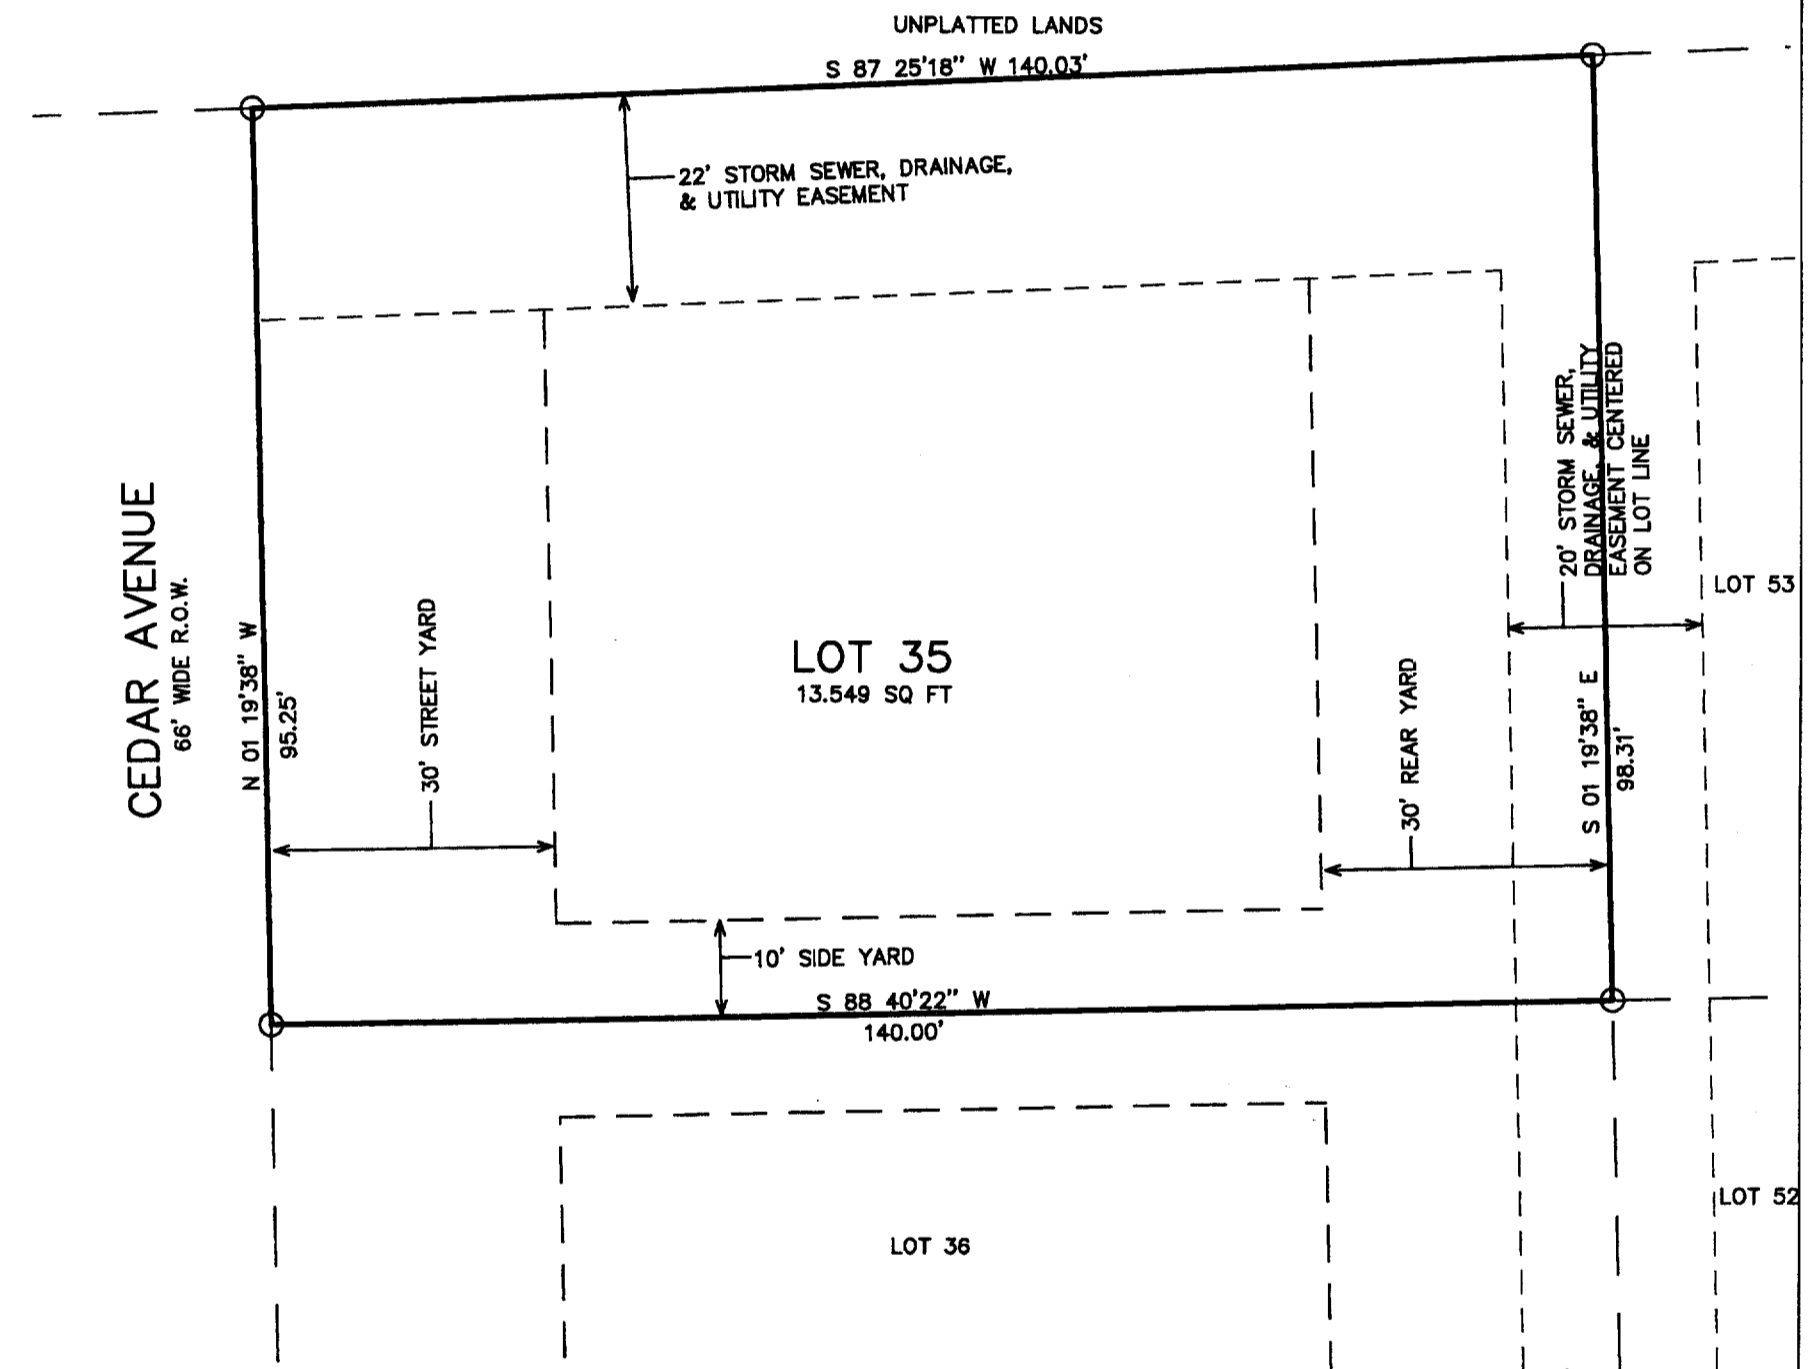 UNPLATTED LANDS
S 87 25'18" W 140.03'
22' STORM SEWER, DRAINAGE,
& UTILITY EASEMENT
CEDAR AVENUE
66' WIDE R.O.W.
N 01 19'38" W
95.25'
30' STREET YARD
LOT 35
13.549 SQ FT
30' REAR YARD
20' STORM SEWER,
DRAINAGE, & UTILITY
EASEMENT CENTERED
ON LOT LINE
S 01 19'38" E
98.31'
LOT 53
10' SIDE YARD
S 88 40'22" W
140.00'
LOT 36
LOT 52